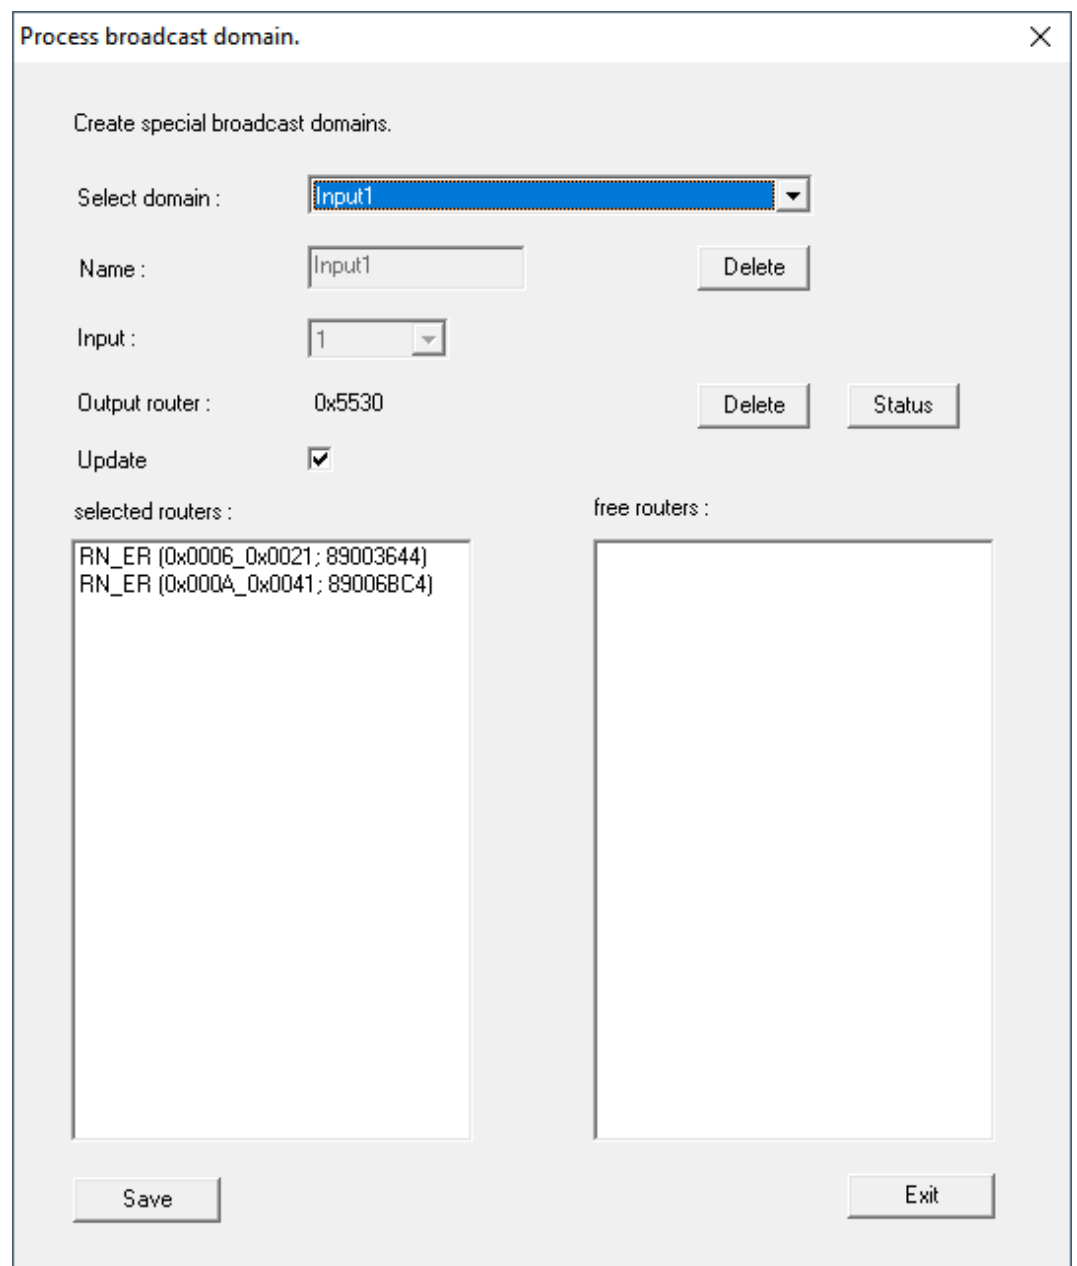 Process broadcast domain.
Create special broadcast domains.
Select domain : Input1
Name : Input1 Delete
Input : 1
Output router : 0x5530 Delete Status
Update
selected routers : free routers :
RN_ER (0x0006_0x0021; 89003644)
RN_ER (0x000A_0x0041; 89006BC4)
Save Exit